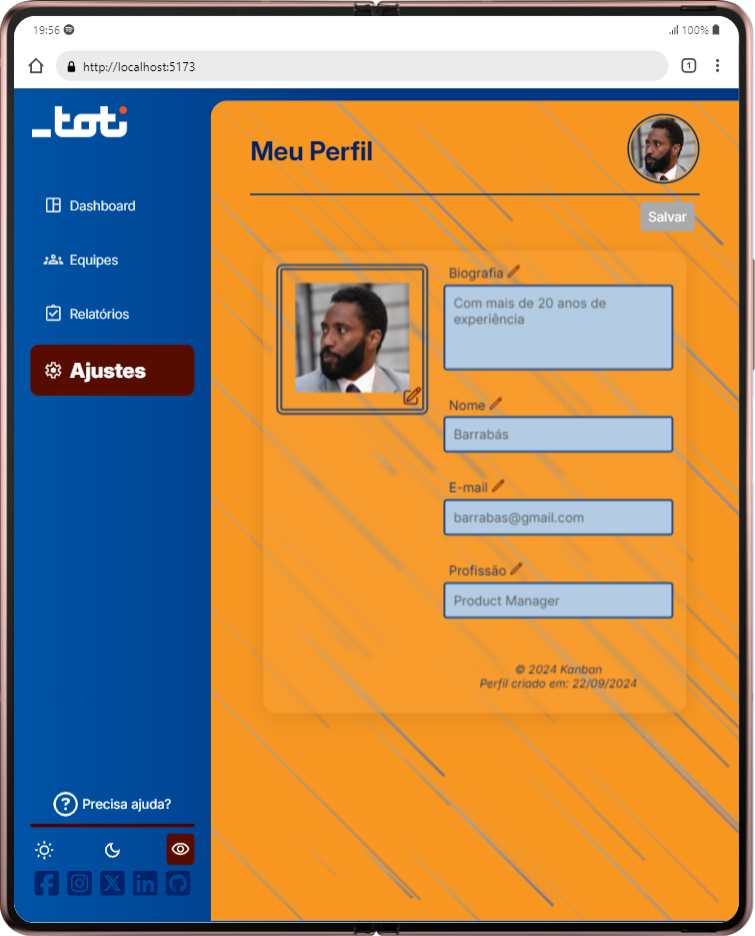 19:56
100%
http://localhost:5173
1
_toti
Meu Perfil
Salvar
Dashboard
Equipes
Relatórios
Ajustes
Biografia
Com mais de 20 anos de
experiência
Nome
Barrabás
E-mail
barrabas@gmail.com
Profissão
Product Manager
© 2024 Kanban
Perfil criado em: 22/09/2024
? Precisa ajuda?